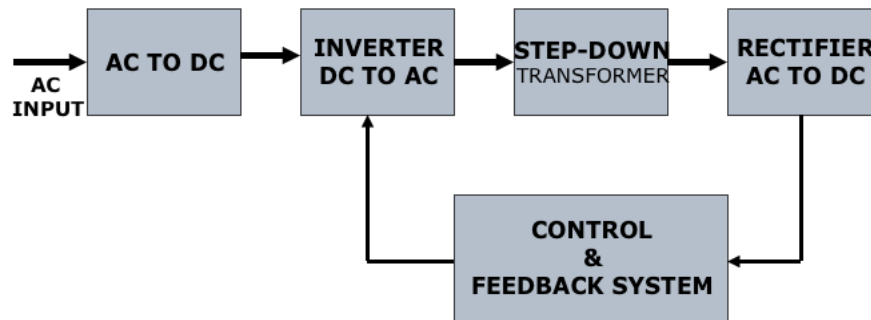 AC TO DC
INVERTER
DC TO AC
STEP-DOWN
TRANSFORMER
RECTIFIER
AC TO DC
AC
INPUT
CONTROL
&
FEEDBACK SYSTEM